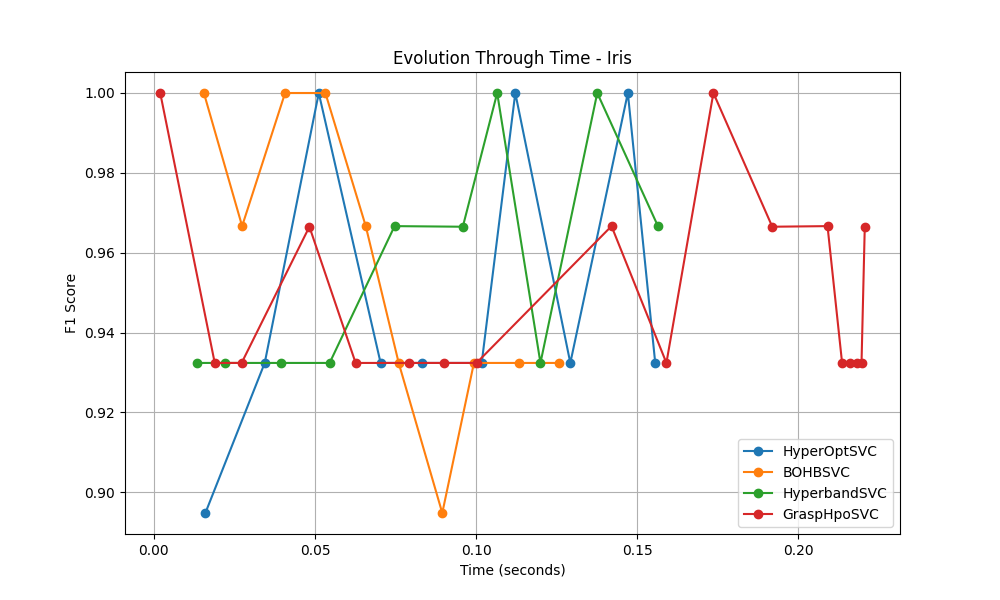 Evolution Through Time - Iris
F1 Score
1.00
0.98
0.96
0.94
0.92
0.90
0.00 0.05 0.10 0.15 0.20
Time (seconds)
HyperOptSVC
BOHBSVC
HyperbandSVC
GraspHpoSVC